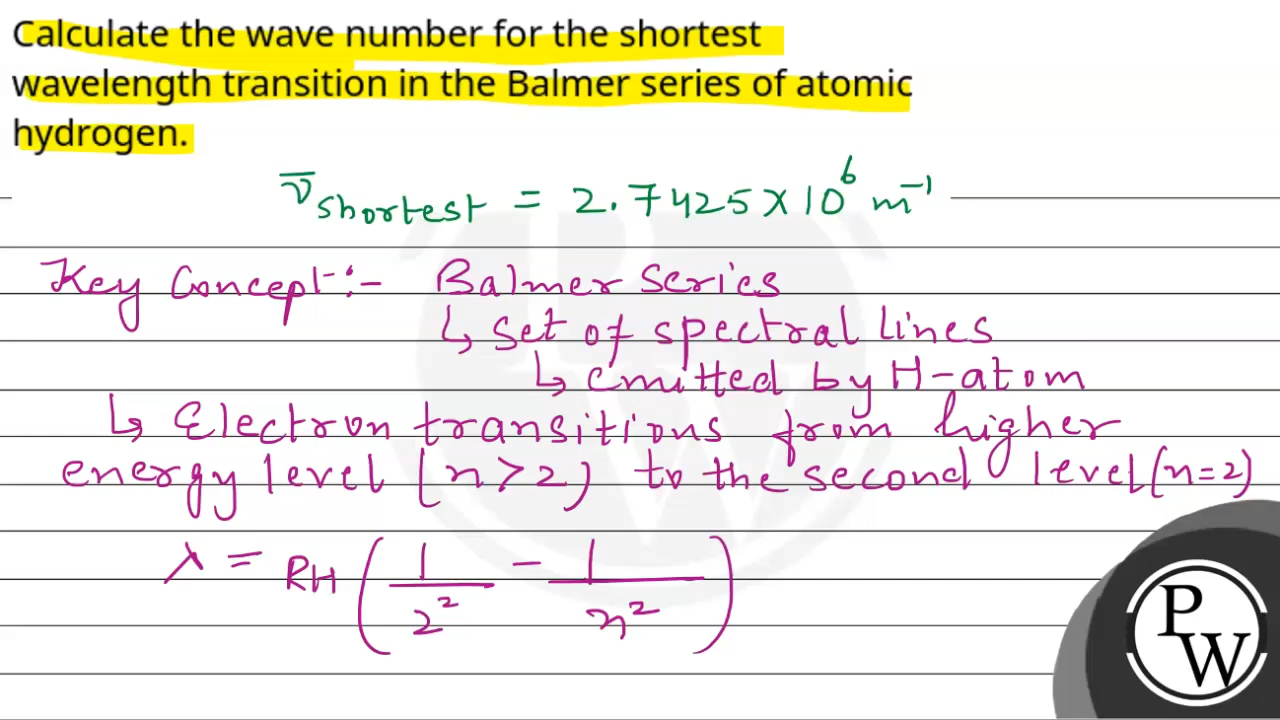 Calculate the wave number for the shortest
wavelength transition in the Balmer series of atomic
hydrogen.
ν̅ shortest = 2.7425 × 10⁶ m⁻¹
Key Concept :- Balmer series
↳ set of spectral lines
↳ emitted by H-atom
↳ Electron transitions from higher
energy level (n > 2) to the second level (n = 2)
λ = RH ( 1/2² - 1/n² )
P
W